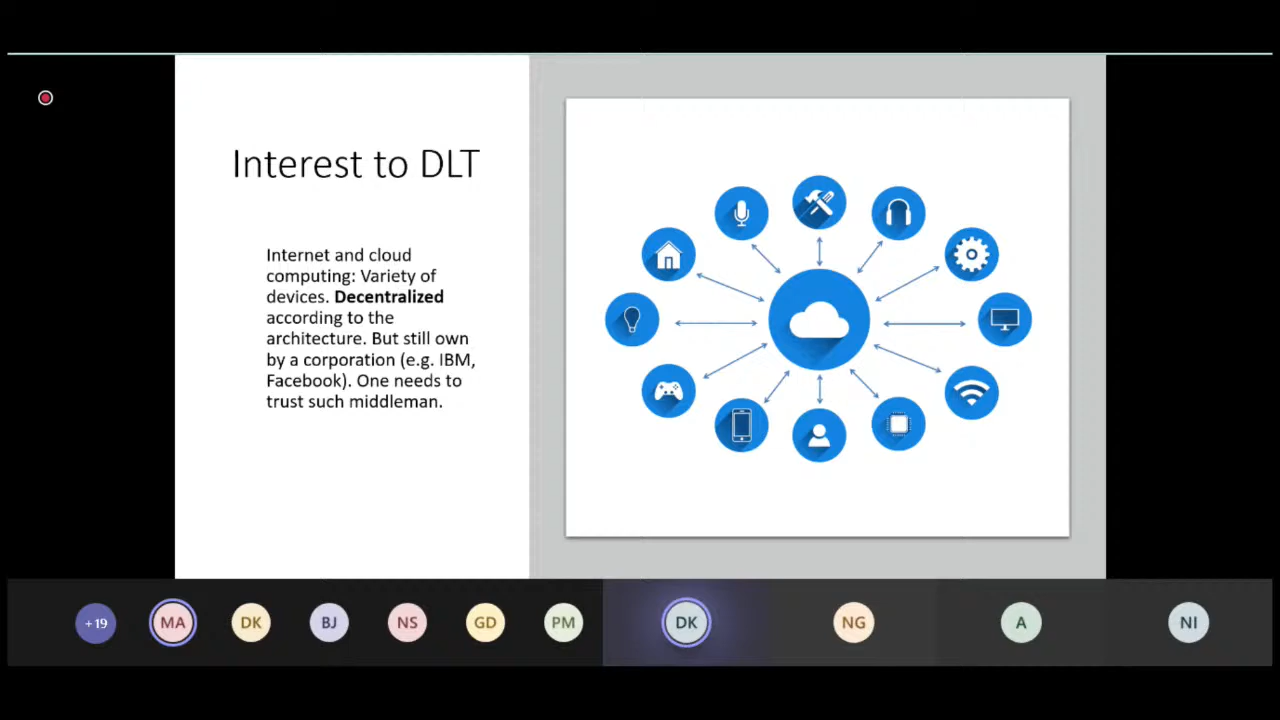 Interest to DLT
Internet and cloud
computing: Variety of
devices. Decentralized
according to the
architecture. But still own
by a corporation (e.g. IBM,
Facebook). One needs to
trust such middleman.
+19
MA
DK
BJ
NS
GD
PM
DK
NG
A
NI